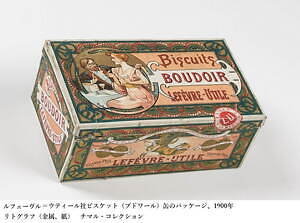 Biscuits
BOUDOIR
LEFÈVRE-UTILE
LEFÈVRE-UTILE
ルフェーヴル＝ウティール社ビスケット（ブドワール）缶のパッケージ、1900年
リトグラフ（金属、紙）　チマル・コレクション